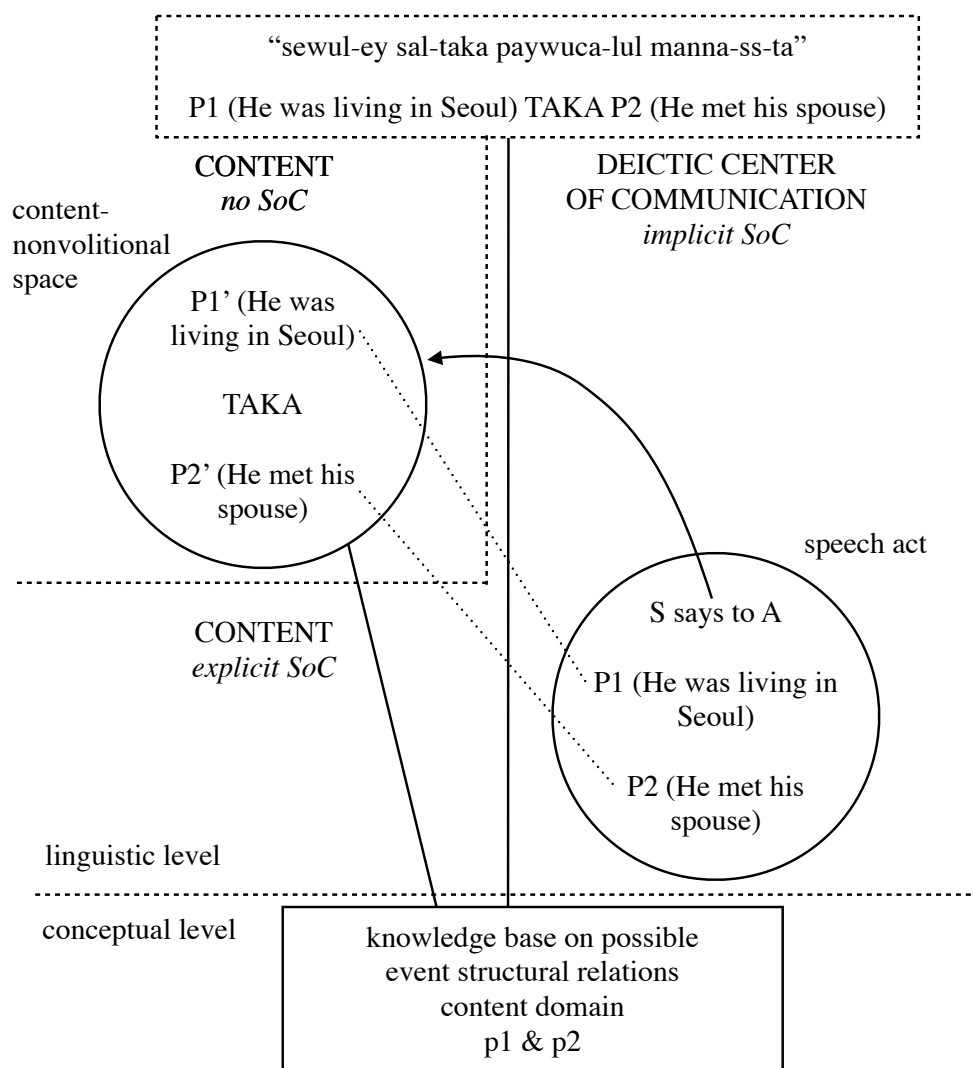 “sewul-ey sal-taka paywuca-lul manna-ss-ta”
P1 (He was living in Seoul) TAKA P2 (He met his spouse)
CONTENT
no SoC
DEICTIC CENTER
OF COMMUNICATION
implicit SoC
content-
nonvolitional
space
P1’ (He was
living in Seoul)
TAKA
P2’ (He met his
spouse)
speech act
S says to A
P1 (He was living in
Seoul)
P2 (He met his
spouse)
CONTENT
explicit SoC
linguistic level
conceptual level
knowledge base on possible
event structural relations
content domain
p1 & p2